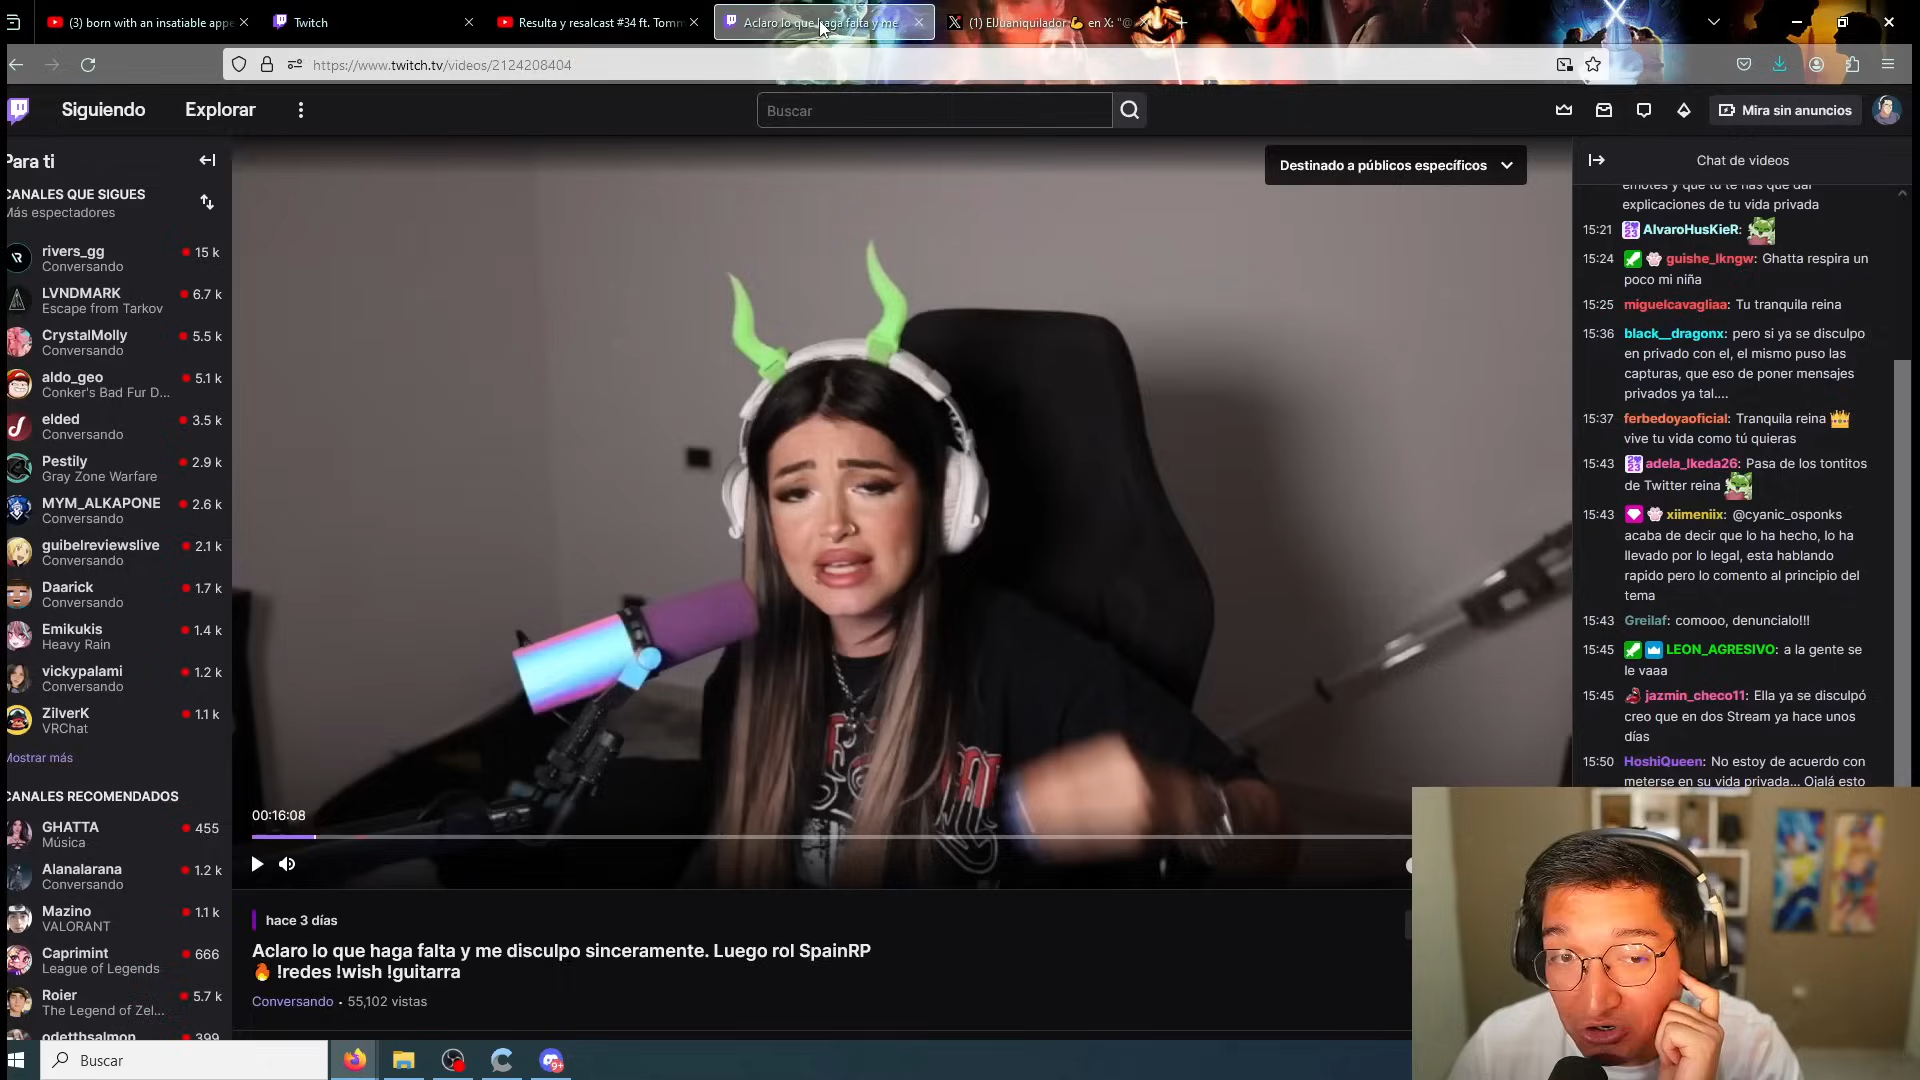 (3) born with an insatiable appe
Twitch
Resulta y resalcast #34 ft. Tomm
Aclaro lo que haga falta y me
(1) ElJuaniquilador 💪 en X: "@
https://www.twitch.tv/videos/2124208404
Siguiendo
Explorar
Buscar
Mira sin anuncios
Para ti
CANALES QUE SIGUES
Más espectadores
rivers_gg
15 k
Conversando
LVNDMARK
6.7 k
Escape from Tarkov
CrystalMolly
5.5 k
Conversando
aldo_geo
5.1 k
Conker's Bad Fur D...
elded
3.5 k
Conversando
Pestily
2.9 k
Gray Zone Warfare
MYM_ALKAPONE
2.6 k
Conversando
guibelreviewslive
2.1 k
Conversando
Daarick
1.7 k
Conversando
Emikukis
1.4 k
Heavy Rain
vickypalami
1.2 k
Conversando
ZilverK
1.1 k
VRChat
Mostrar más
CANALES RECOMENDADOS
GHATTA
455
Música
Alanalarana
1.2 k
Conversando
Mazino
1.1 k
VALORANT
Caprimint
666
League of Legends
Roier
5.7 k
The Legend of Zel...
odetthsalmon
399
Destinado a públicos específicos
00:16:08
hace 3 días
Aclaro lo que haga falta y me disculpo sinceramente. Luego rol SpainRP
🔥 !redes !wish !guitarra
Conversando • 55,102 vistas
Chat de videos
emotes y que tu te has que dar
explicaciones de tu vida privada
15:21 AlvaroHusKieR:
15:24 guishe_lkngw: Ghatta respira un
poco mi niña
15:25 miguelcavagliaa: Tu tranquila reina
15:36 black__dragonx: pero si ya se disculpo
en privado con el, el mismo puso las
capturas, que eso de poner mensajes
privados ya tal....
15:37 ferbedoyaoficial: Tranquila reina 👑
vive tu vida como tú quieras
15:43 adela_lkeda26: Pasa de los tontitos
de Twitter reina
15:43 xiimeniix: @cyanic_osponks
acaba de decir que lo ha hecho, lo ha
llevado por lo legal, esta hablando
rapido pero lo comento al principio del
tema
15:43 Greilaf: comooo, denuncialo!!!
15:45 LEON_AGRESIVO: a la gente se
le vaaa
15:45 jazmin_checo11: Ella ya se disculpó
creo que en dos Stream ya hace unos
días
15:50 HoshiQueen: No estoy de acuerdo con
meterse en su vida privada... Ojalá esto
Buscar
9+